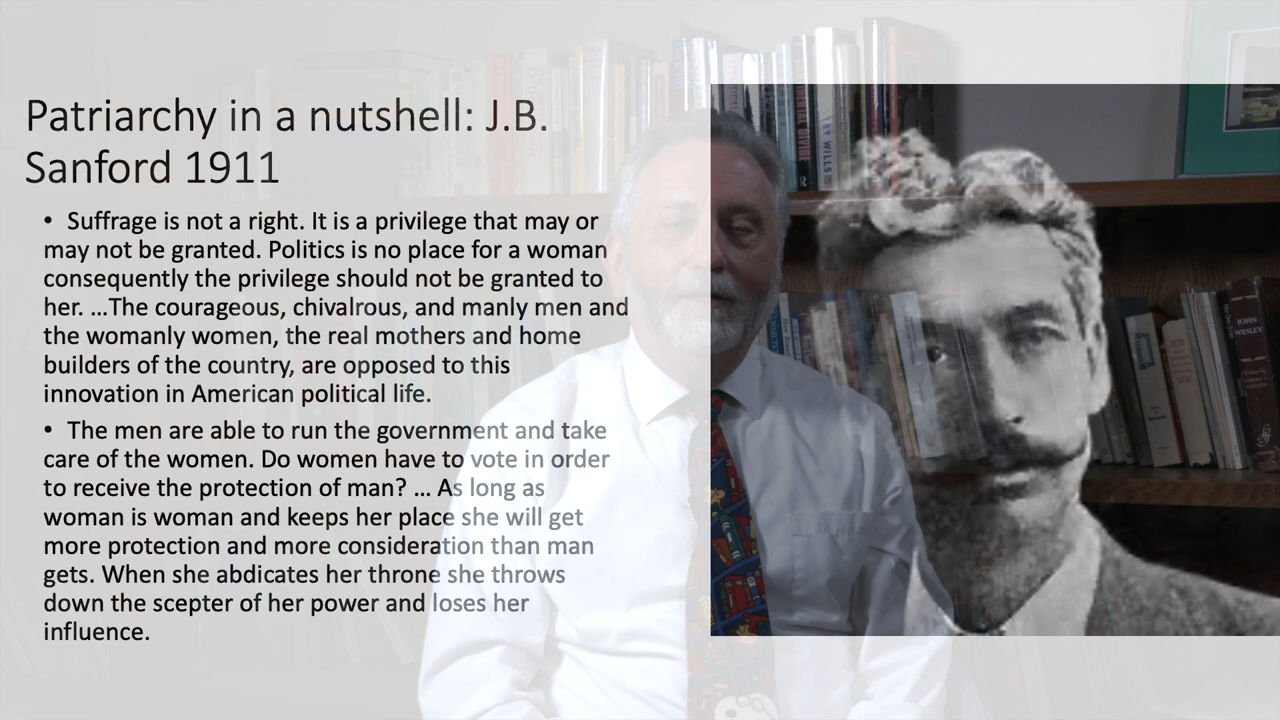 Patriarchy in a nutshell: J.B.
Sanford 1911
• Suffrage is not a right. It is a privilege that may or
may not be granted. Politics is no place for a woman
consequently the privilege should not be granted to
her. …The courageous, chivalrous, and manly men and
the womanly women, the real mothers and home
builders of the country, are opposed to this
innovation in American political life.
• The men are able to run the government and take
care of the women. Do women have to vote in order
to receive the protection of man? … As long as
woman is woman and keeps her place she will get
more protection and more consideration than man
gets. When she abdicates her throne she throws
down the scepter of her power and loses her
influence.
BY WILLS
JOHN
WESLEY